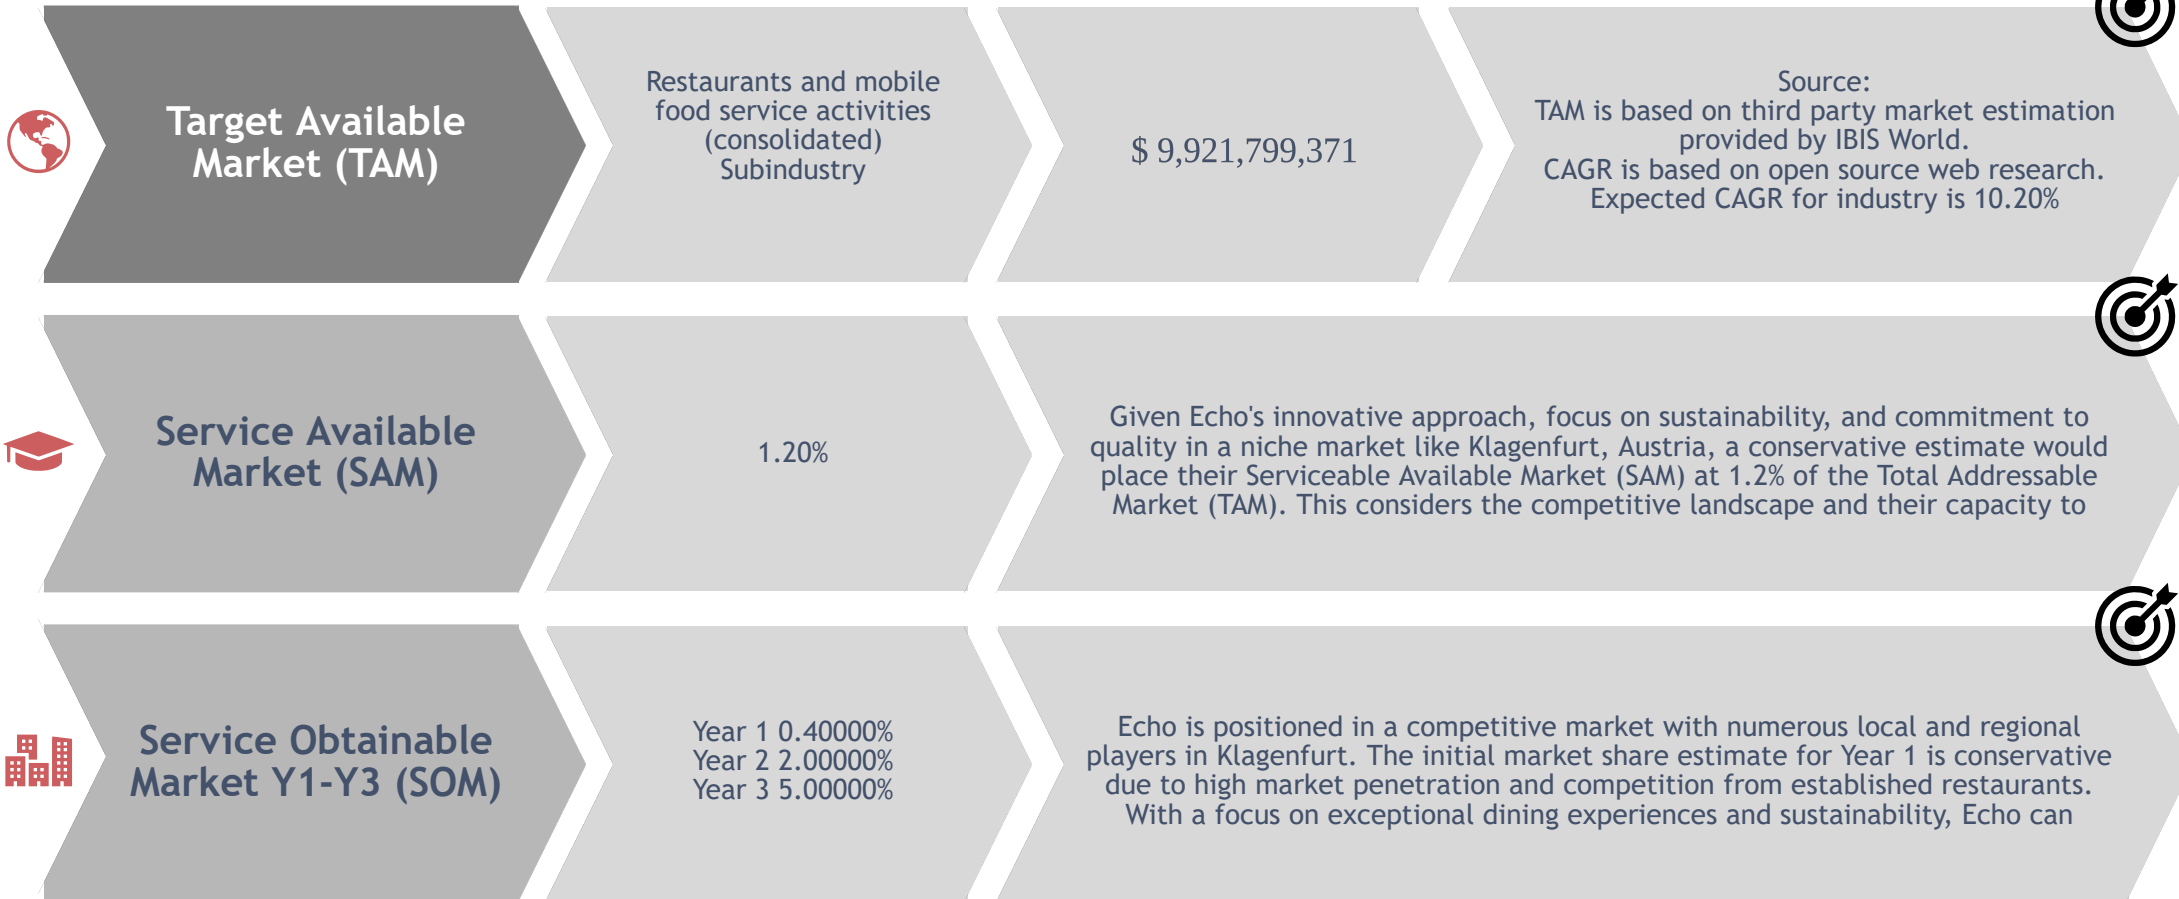 Target Available
Market (TAM)
Restaurants and mobile
food service activities
(consolidated)
Subindustry
$ 9,921,799,371
Source:
TAM is based on third party market estimation
provided by IBIS World.
CAGR is based on open source web research.
Expected CAGR for industry is 10.20%
Service Available
Market (SAM)
1.20%
Given Echo's innovative approach, focus on sustainability, and commitment to
quality in a niche market like Klagenfurt, Austria, a conservative estimate would
place their Serviceable Available Market (SAM) at 1.2% of the Total Addressable
Market (TAM). This considers the competitive landscape and their capacity to
Service Obtainable
Market Y1-Y3 (SOM)
Year 1 0.40000%
Year 2 2.00000%
Year 3 5.00000%
Echo is positioned in a competitive market with numerous local and regional
players in Klagenfurt. The initial market share estimate for Year 1 is conservative
due to high market penetration and competition from established restaurants.
With a focus on exceptional dining experiences and sustainability, Echo can